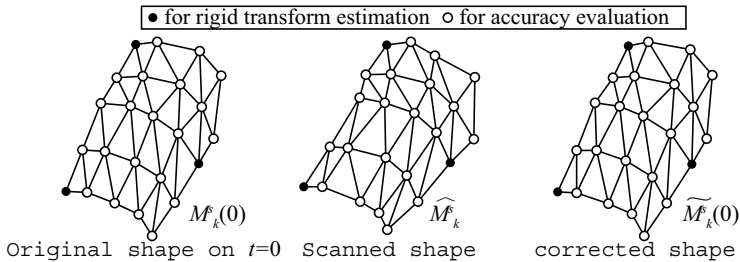 ● for rigid transform estimation ○ for accuracy evaluation
M^s_k(0) \widehat{M^s_k} \widetilde{M^s_k}(0)
Original shape on t=0 Scanned shape corrected shape